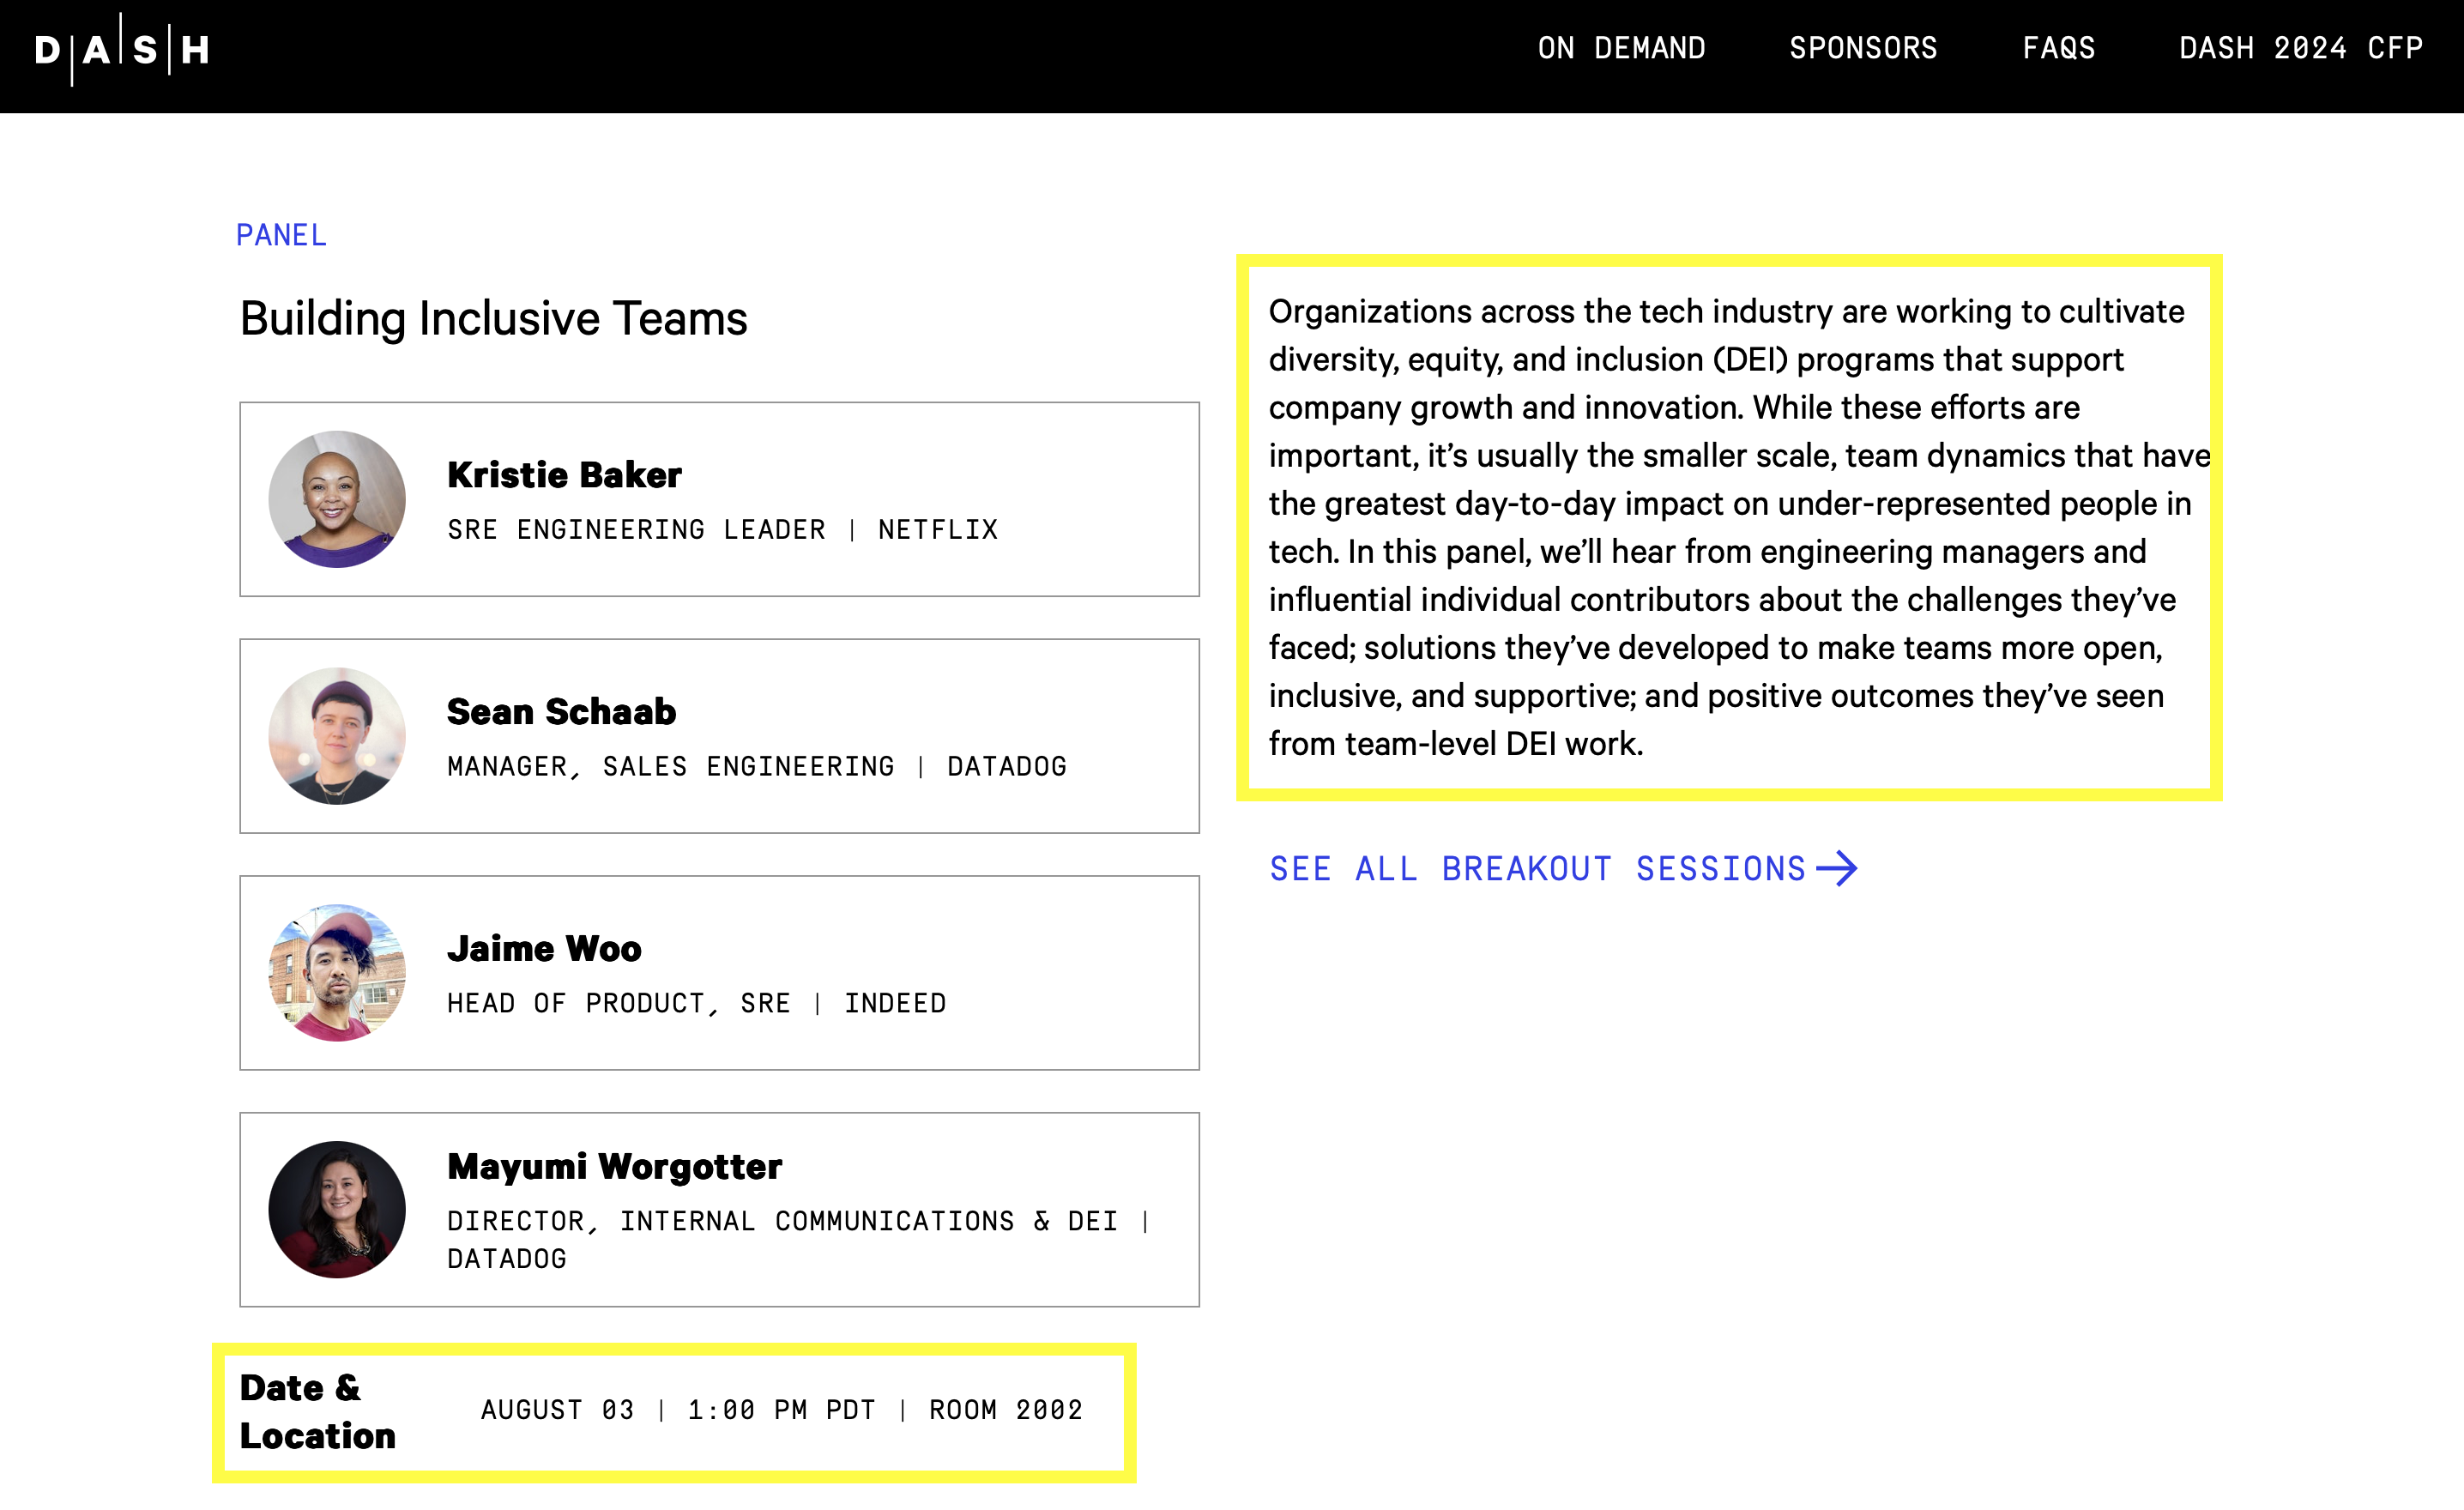 D|A|S|H
ON DEMAND
SPONSORS
FAQS
DASH 2024 CFP
PANEL
Building Inclusive Teams
Kristie Baker
SRE ENGINEERING LEADER | NETFLIX
Sean Schaab
MANAGER, SALES ENGINEERING | DATADOG
Jaime Woo
HEAD OF PRODUCT, SRE | INDEED
Mayumi Worgotter
DIRECTOR, INTERNAL COMMUNICATIONS & DEI |
DATADOG
Date &
Location
AUGUST 03 | 1:00 PM PDT | ROOM 2002
Organizations across the tech industry are working to cultivate
diversity, equity, and inclusion (DEI) programs that support
company growth and innovation. While these efforts are
important, it’s usually the smaller scale, team dynamics that have
the greatest day-to-day impact on under-represented people in
tech. In this panel, we’ll hear from engineering managers and
influential individual contributors about the challenges they’ve
faced; solutions they’ve developed to make teams more open,
inclusive, and supportive; and positive outcomes they’ve seen
from team-level DEI work.
SEE ALL BREAKOUT SESSIONS